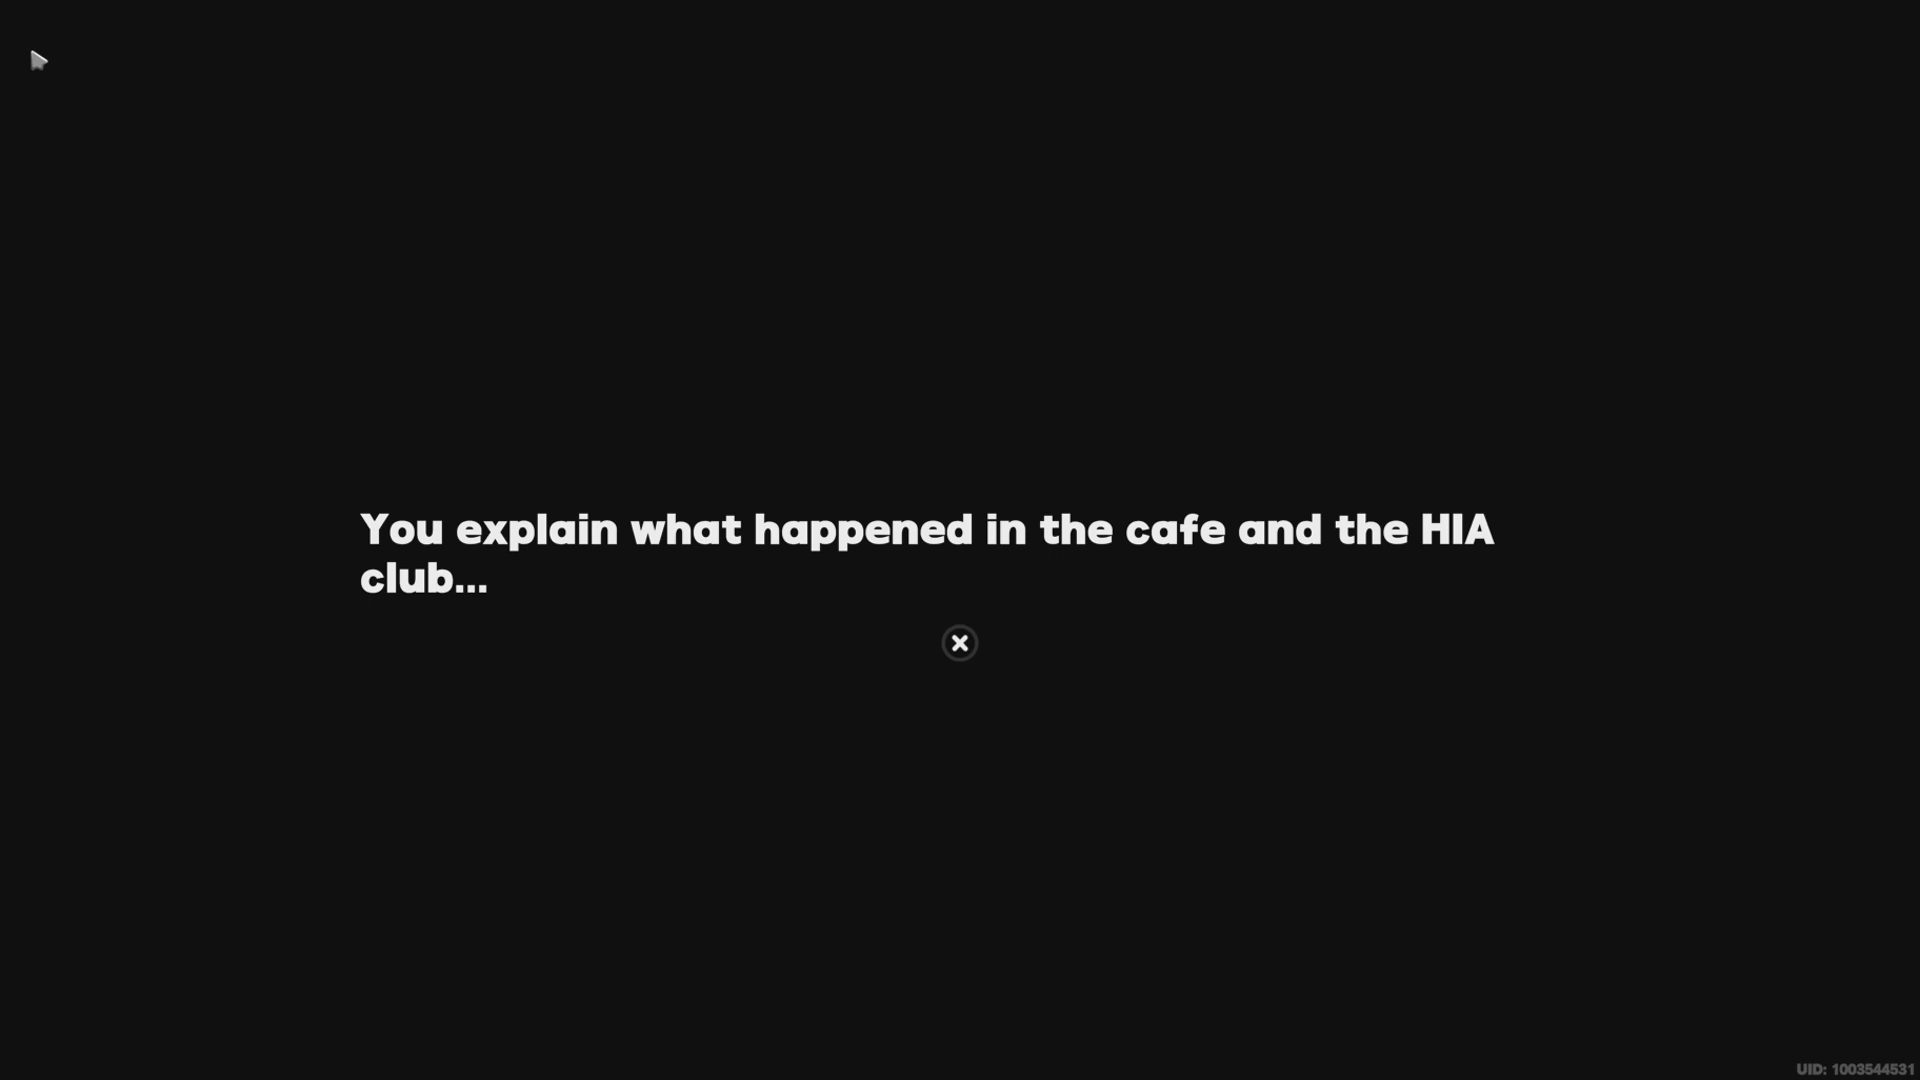 You explain what happened in the cafe and the HIA
club...
UID: 1003544531